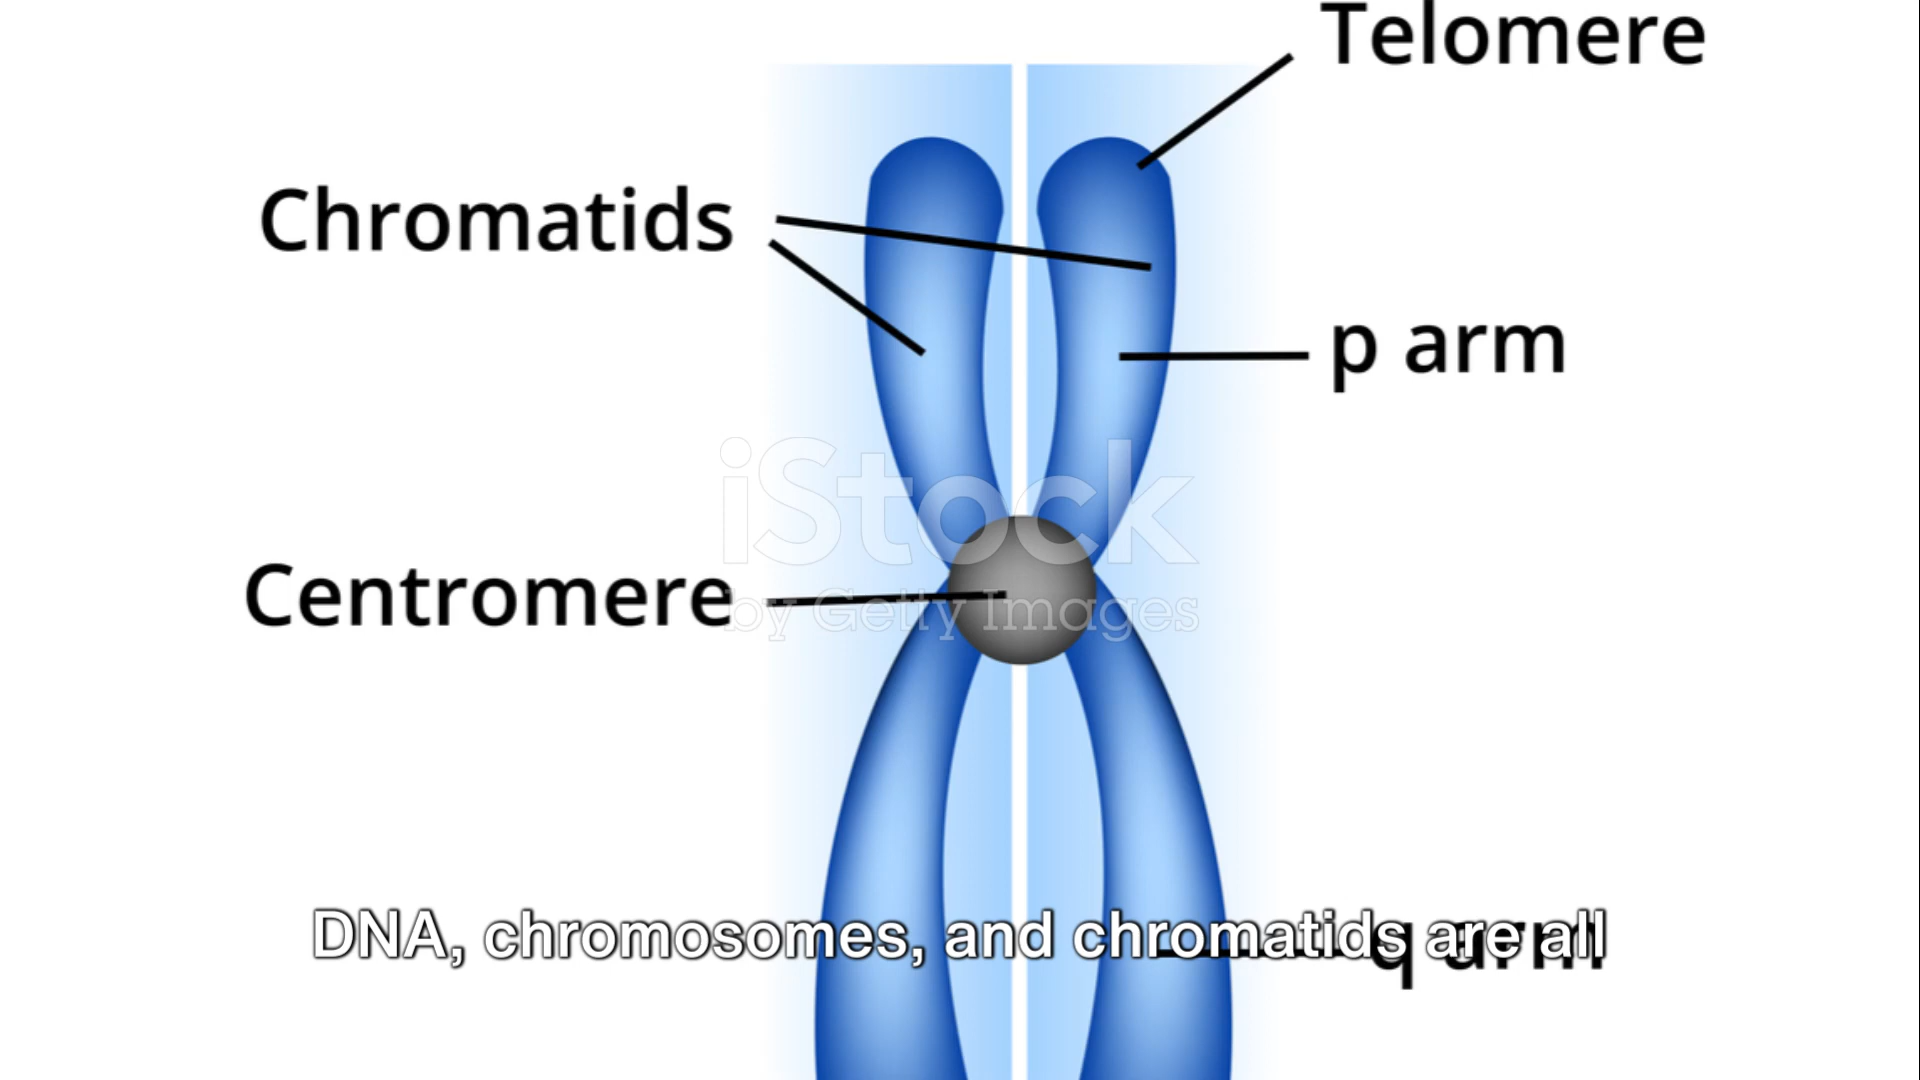 Telomere
Chromatids
p arm
iStock
Centromere
by Getty Images
q arm
DNA, chromosomes, and chromatids are all